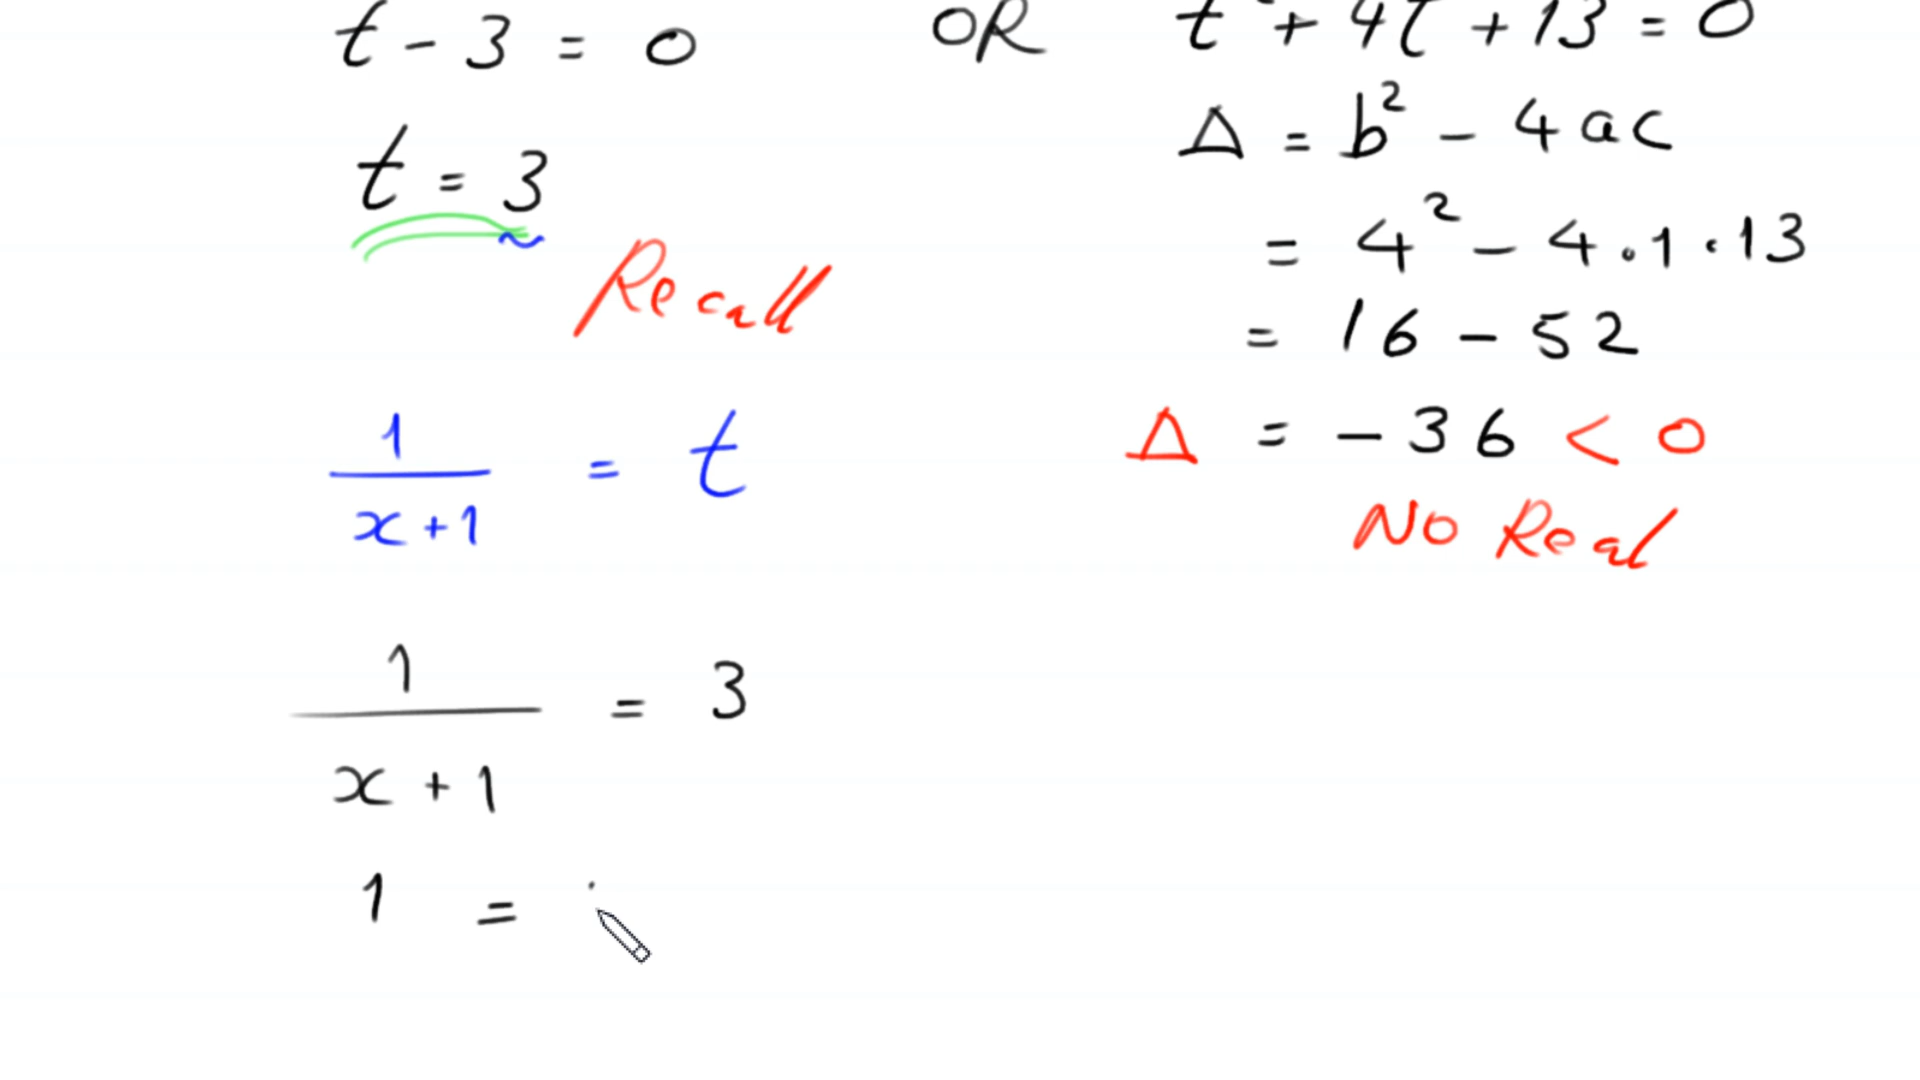 t - 3 = 0 OR t² + 4t + 13 = 0
t = 3
Δ = b² - 4ac
= 4² - 4.1.13
Recall
= 16 - 52
1/(x+1) = t
Δ = -36 < 0
No Real
1/(x+1) = 3
1 =